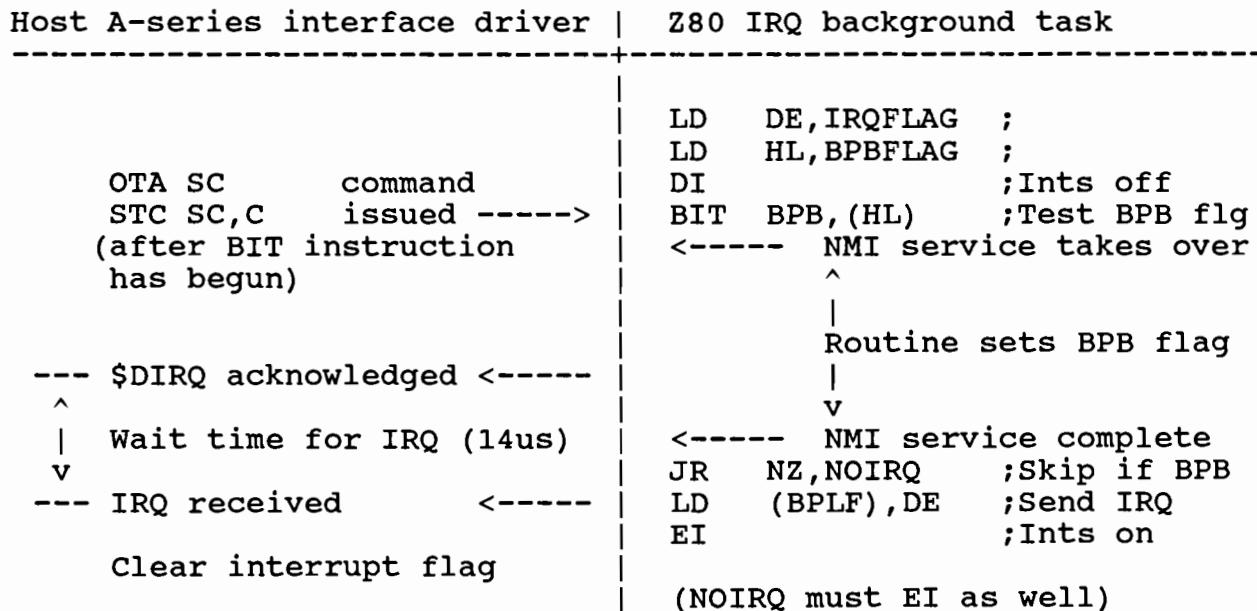 Host A-series interface driver | Z80 IRQ background task
-------------------------------+--------------------------------
|
| LD DE,IRQFLAG ;
| LD HL,BPBFLAG ;
OTA SC command | DI ;Ints off
STC SC,C issued -----> | BIT BPB,(HL) ;Test BPB flg
(after BIT instruction | <----- NMI service takes over
has begun) | ^
| |
| Routine sets BPB flag
--- $DIRQ acknowledged <----- | |
^ | v
| Wait time for IRQ (14us) | <----- NMI service complete
v | JR NZ,NOIRQ ;Skip if BPB
--- IRQ received <----- | LD (BPLF),DE ;Send IRQ
| EI ;Ints on
Clear interrupt flag |
| (NOIRQ must EI as well)